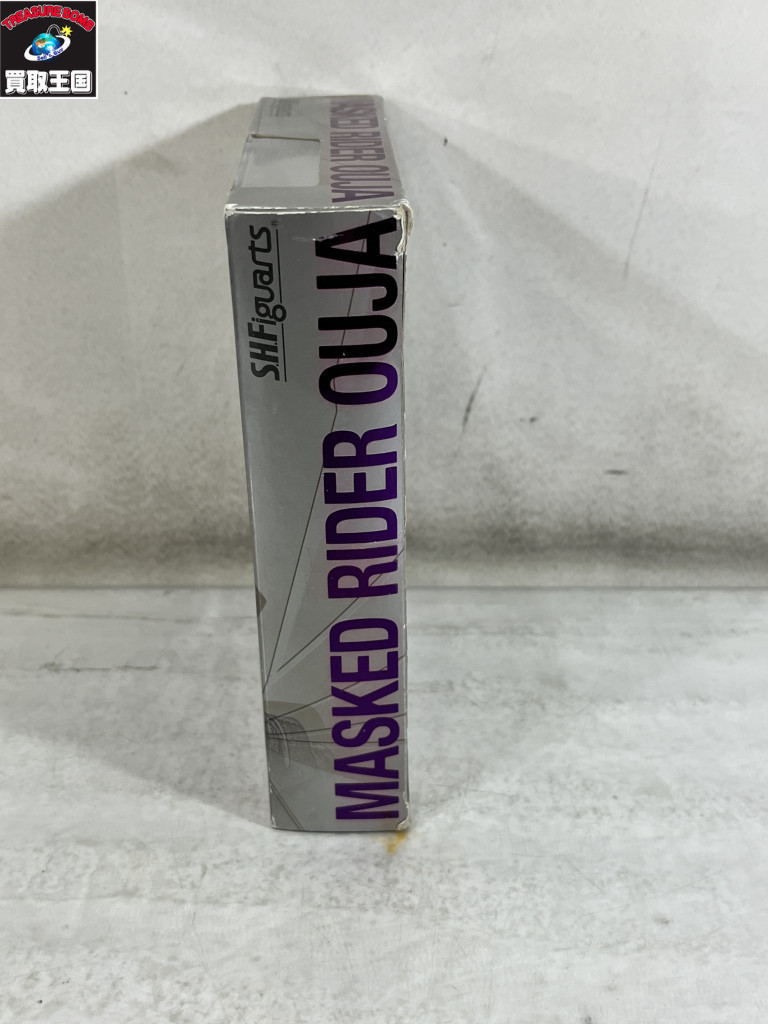 TREASURE BOMB
買取王国
MASKED RIDER OUJA
S.H.Figuarts®
MASKED RIDER OUJA